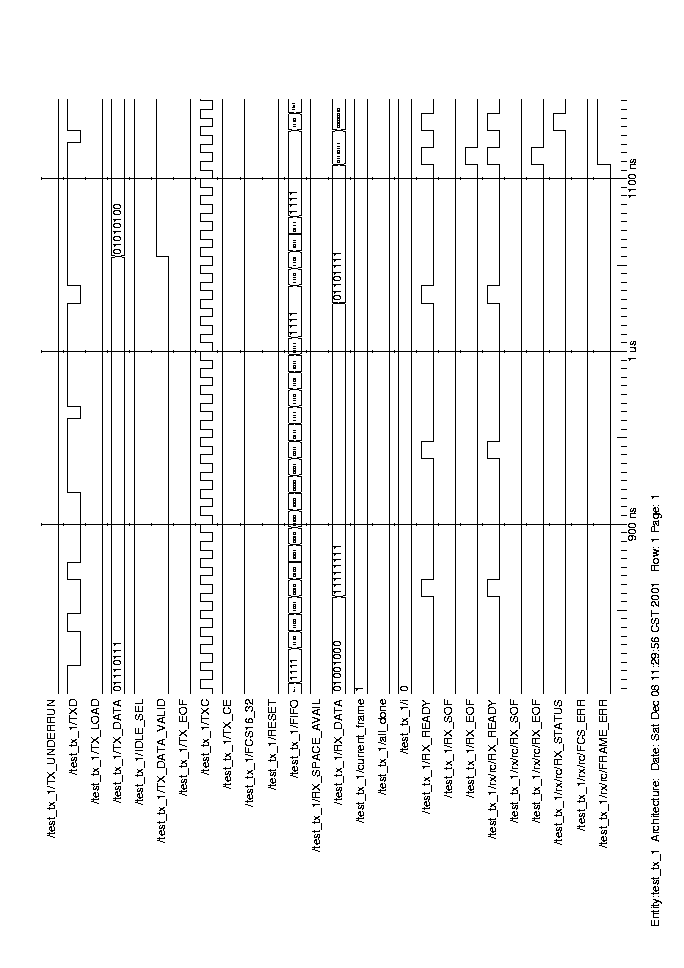 /test_tx_1/TX_UNDERRUN
/test_tx_1/TXD
/test_tx_1/TX_LOAD
/test_tx_1/TX_DATA 01110111 01010100
/test_tx_1/IDLE_SEL
/test_tx_1/TX_DATA_VALID
/test_tx_1/TX_EOF
/test_tx_1/TXC
/test_tx_1/TX_CE
/test_tx_1/FCS16_32
/test_tx_1/RESET
/test_tx_1/FIFO 1111 1111 1111
/test_tx_1/RX_SPACE_AVAIL
/test_tx_1/RX_DATA 01001000 11111111 01101111
/test_tx_1/current_frame 1
/test_tx_1/all_done
/test_tx_1/i 0
/test_tx_1/RX_READY
/test_tx_1/RX_SOF
/test_tx_1/RX_EOF
/test_tx_1/rx/rc/RX_READY
/test_tx_1/rx/rc/RX_SOF
/test_tx_1/rx/rc/RX_EOF
/test_tx_1/rx/rc/RX_STATUS
/test_tx_1/rx/rc/FCS_ERR
/test_tx_1/rx/rc/FRAME_ERR
900 ns 1 us 1100 ns
Entity:test_tx_1 Architecture: Date: Sat Dec 08 11:29:56 CST 2001 Row: 1 Page: 1